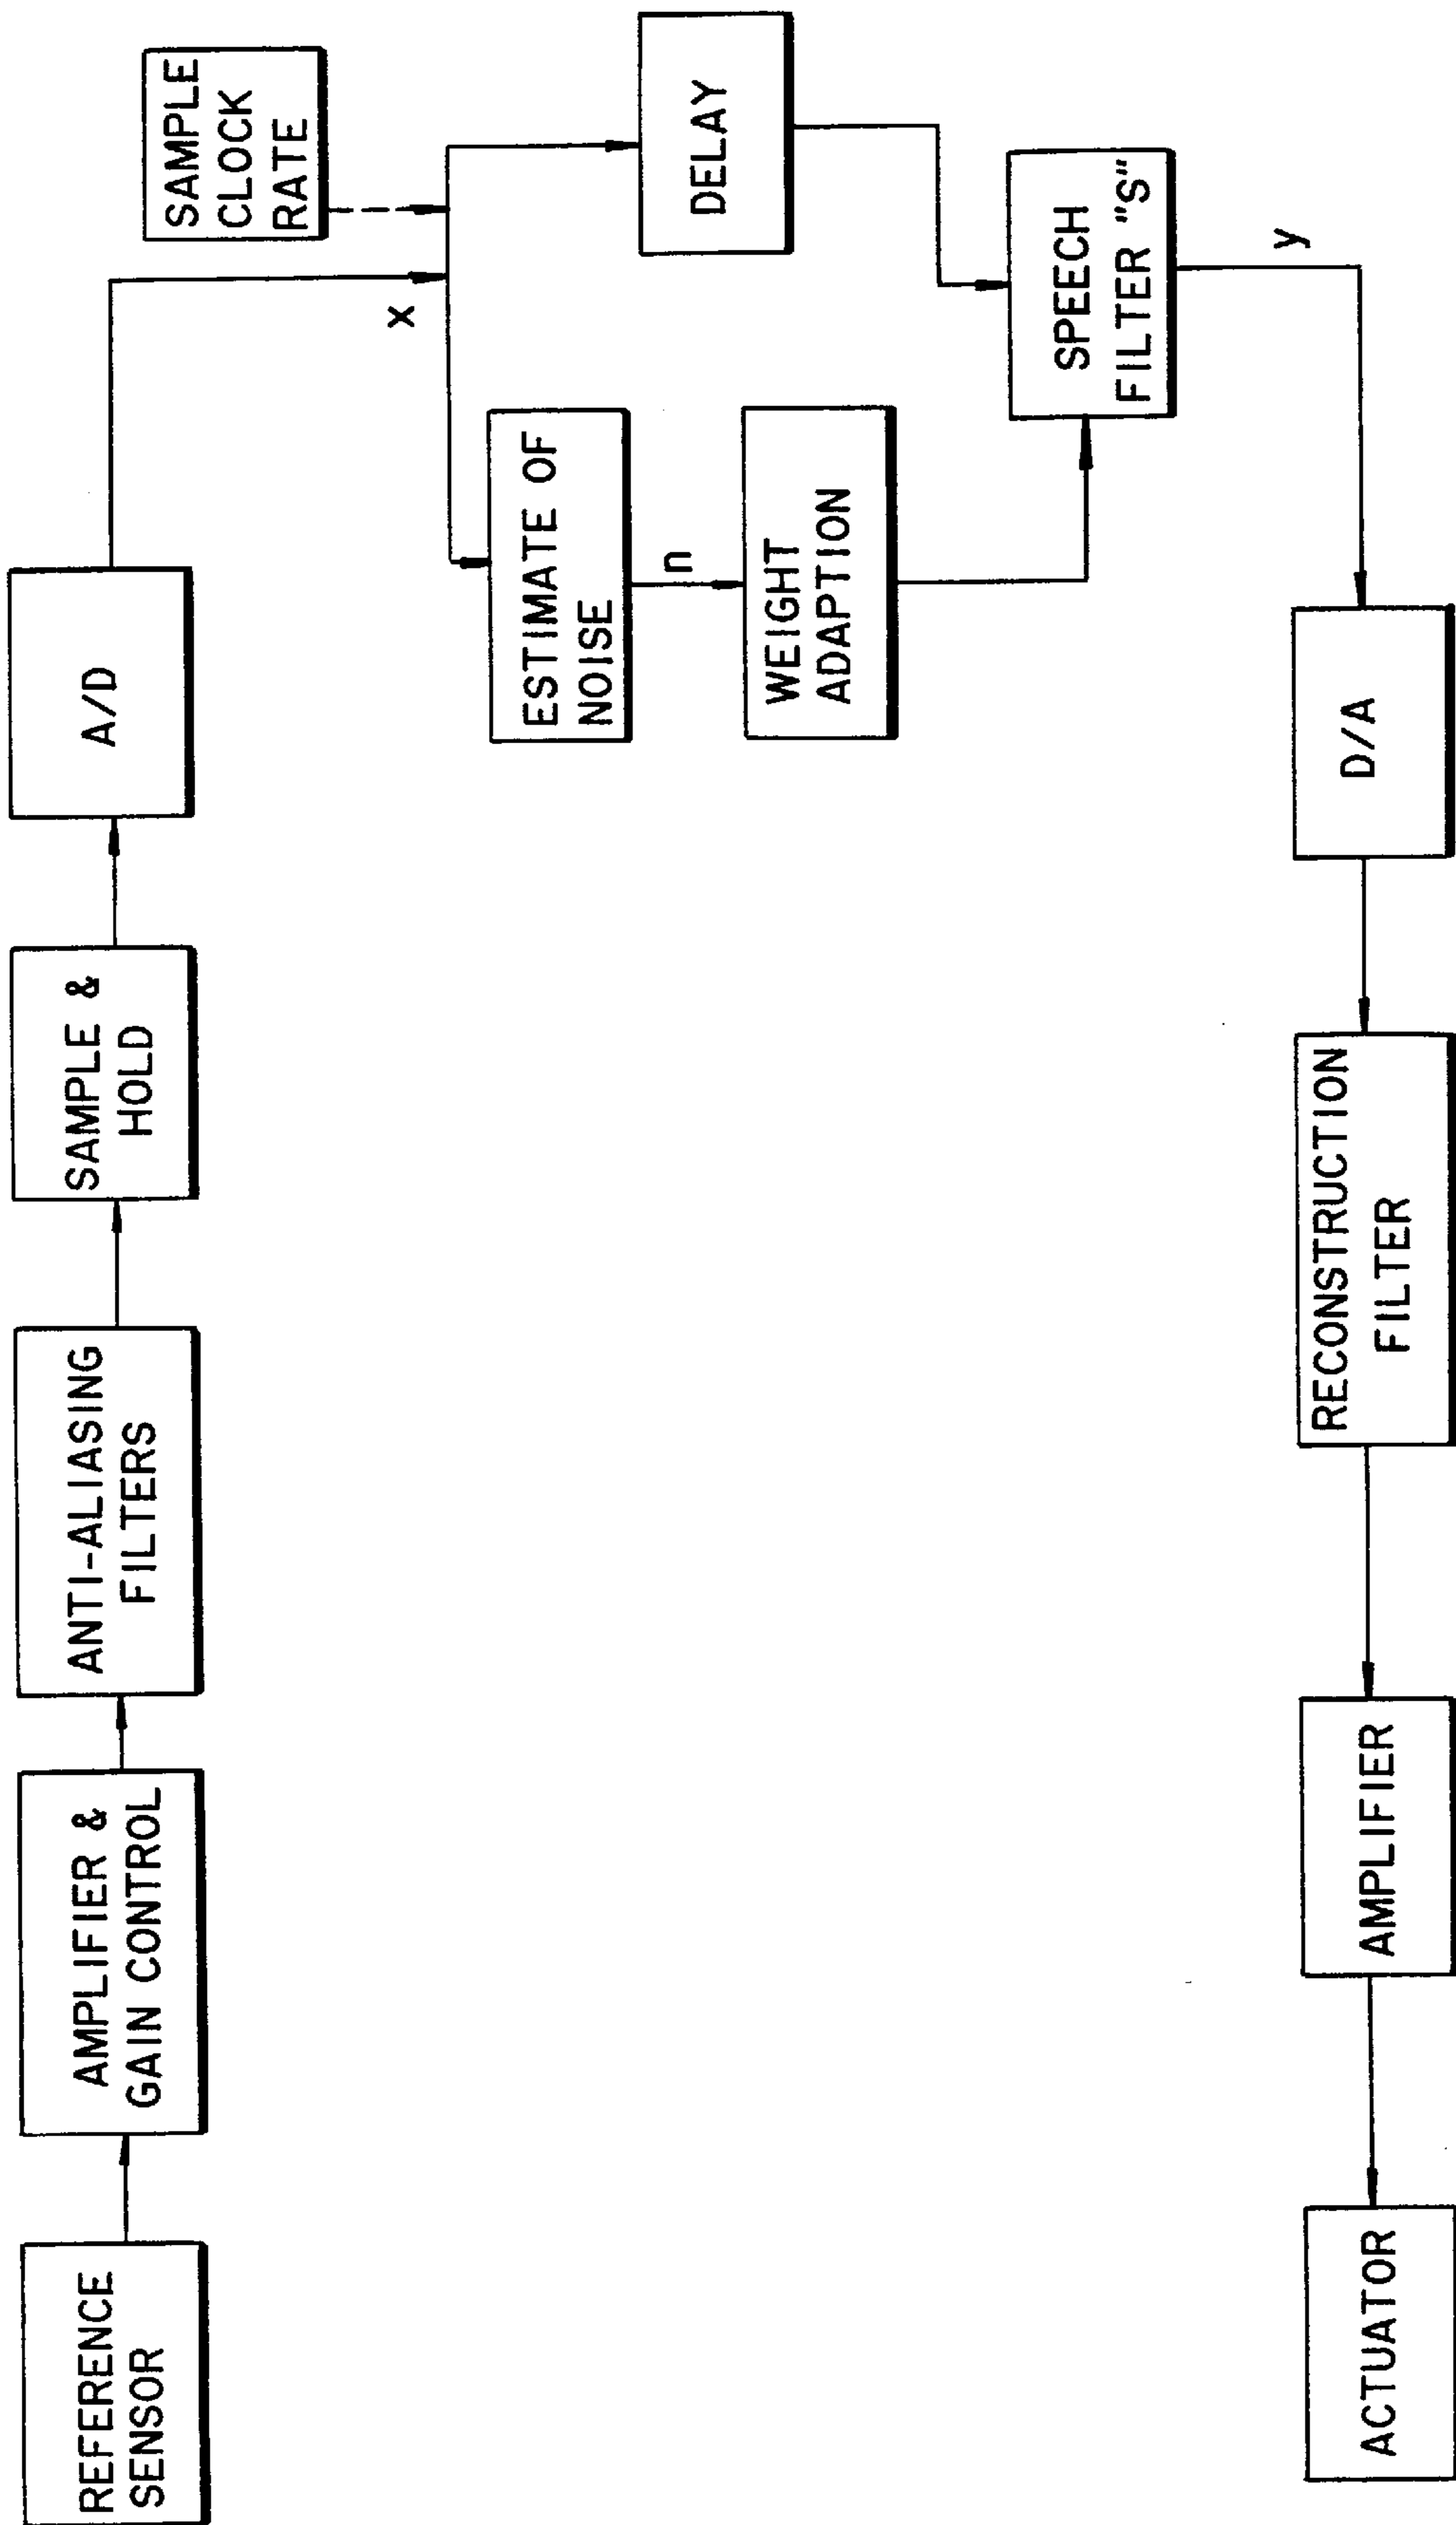 REFERENCE
SENSOR
AMPLIFIER &
GAIN CONTROL
ANTI-ALIASING
FILTERS
SAMPLE &
HOLD
A/D
SAMPLE
CLOCK
RATE
x
ESTIMATE OF
NOISE
n
WEIGHT
ADAPTION
DELAY
SPEECH
FILTER "S"
y
D/A
RECONSTRUCTION
FILTER
AMPLIFIER
ACTUATOR